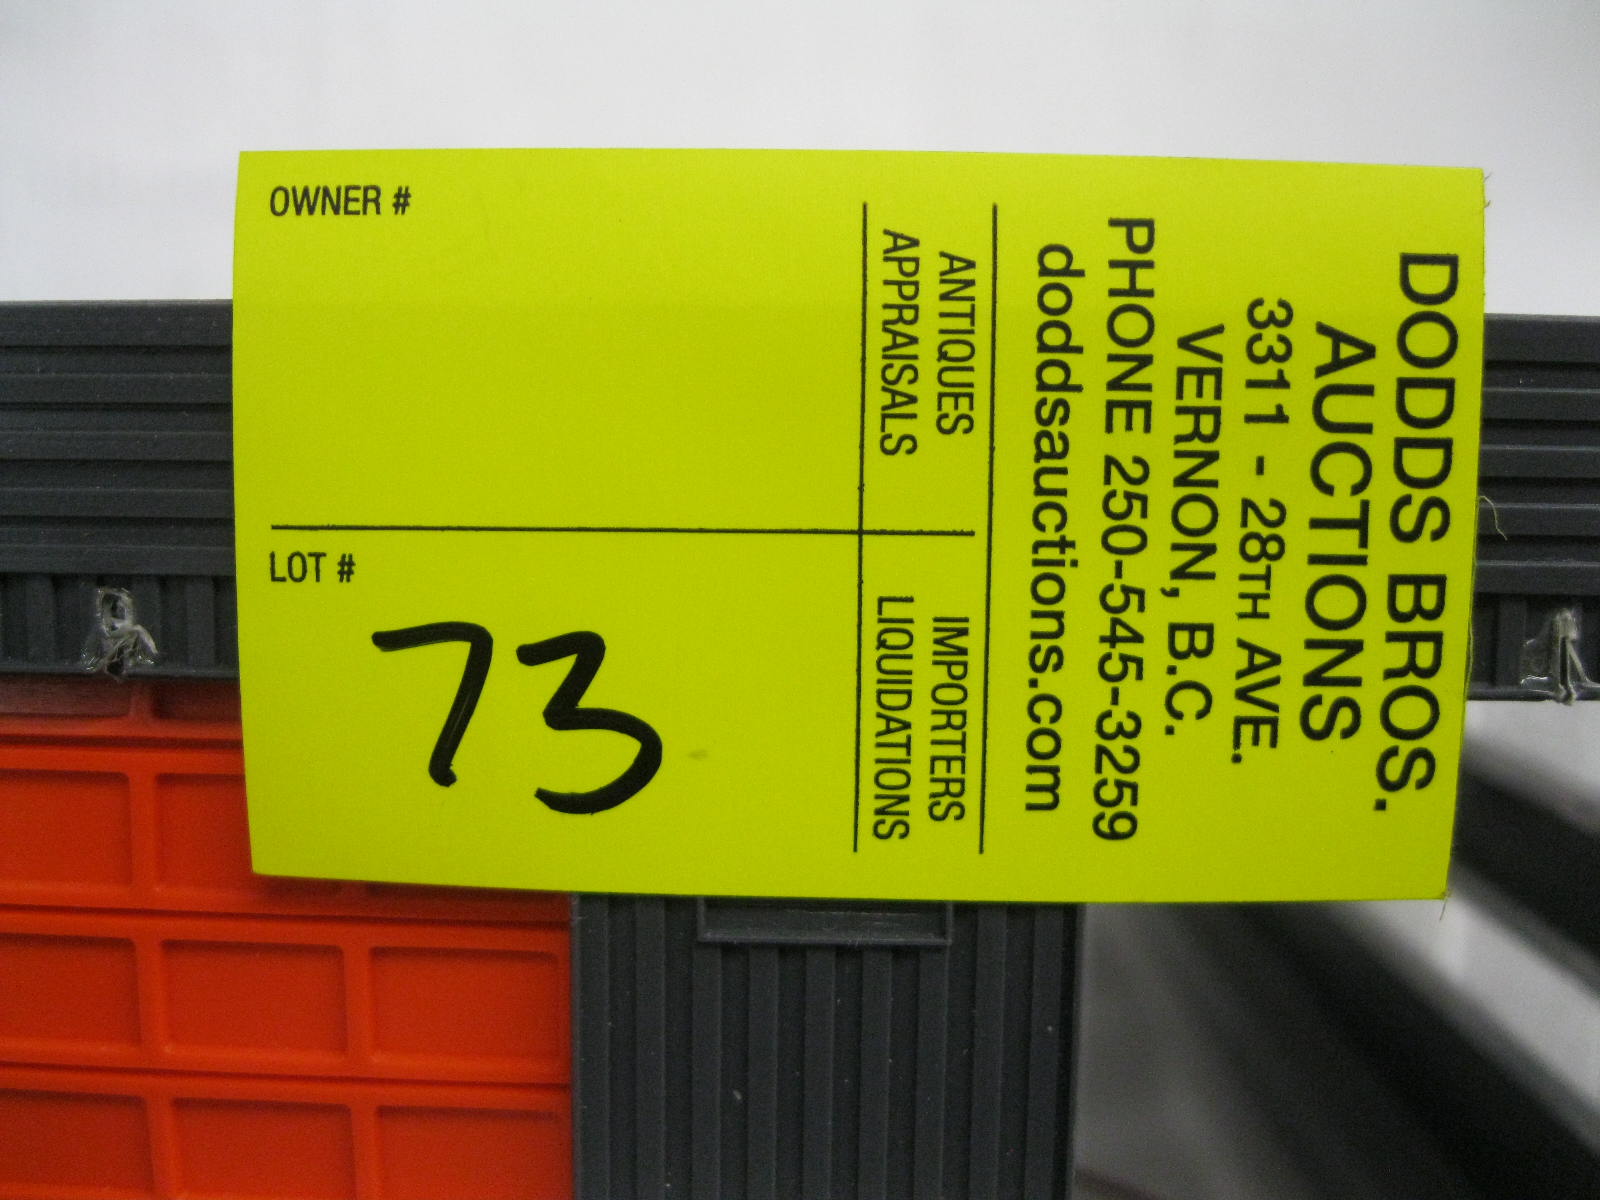 DODDS BROS.
AUCTIONS
3311 - 28TH AVE.
VERNON, B.C.
PHONE 250-545-3259
doddsauctions.com
ANTIQUES
APPRAISALS
IMPORTERS
LIQUIDATIONS
OWNER #
LOT #
73